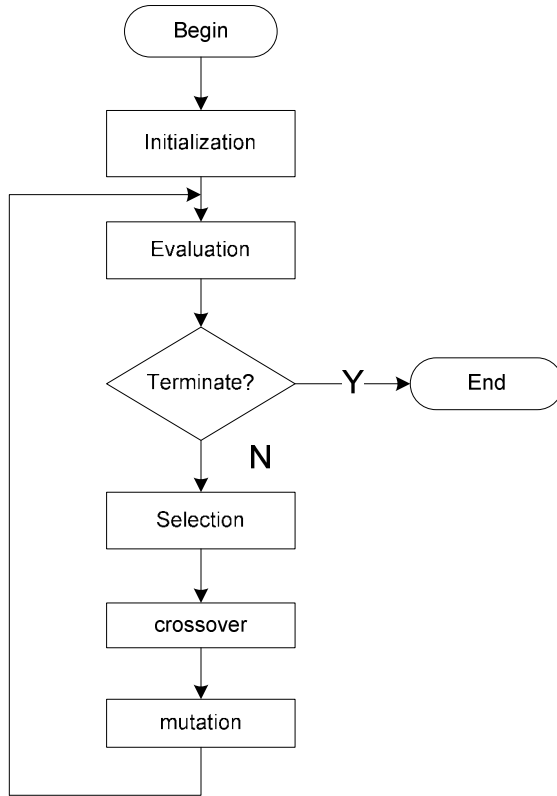 Begin
Initialization
Evaluation
Terminate?
Y
End
N
Selection
crossover
mutation